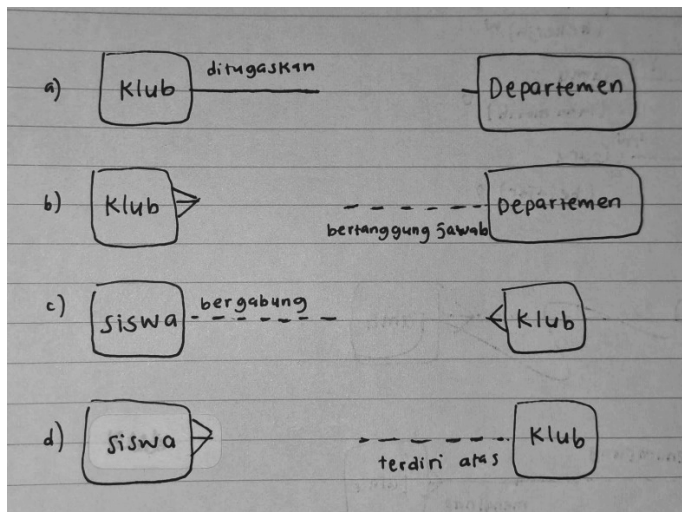 a) Klub ditugaskan Departemen
b) Klub bertanggung jawab Departemen
c) siswa bergabung Klub
d) siswa terdiri atas Klub